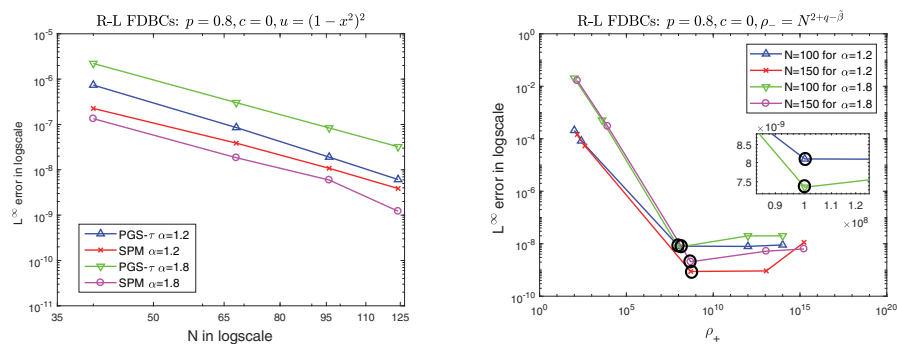 R-L FDBCs: p = 0.8, c = 0, u = (1 − x²)²
10⁻⁵
10⁻⁶
10⁻⁷
10⁻⁸
10⁻⁹
10⁻¹⁰
10⁻¹¹
L^∞ error in logscale
PGS-τ α=1.2
SPM α=1.2
PGS-τ α=1.8
SPM α=1.8
35 50 65 80 95 110 125
N in logscale
R-L FDBCs: p = 0.8, c = 0, ρ₋ = N^{2+q−β̃}
10⁰
10⁻²
10⁻⁴
10⁻⁶
10⁻⁸
10⁻¹⁰
L^∞ error in logscale
N=100 for α=1.2
N=150 for α=1.2
N=100 for α=1.8
N=150 for α=1.8
×10⁻⁹
8.5
8
7.5
0.9 1 1.1 1.2
×10⁸
10⁰ 10⁵ 10¹⁰ 10¹⁵ 10²⁰
ρ₊